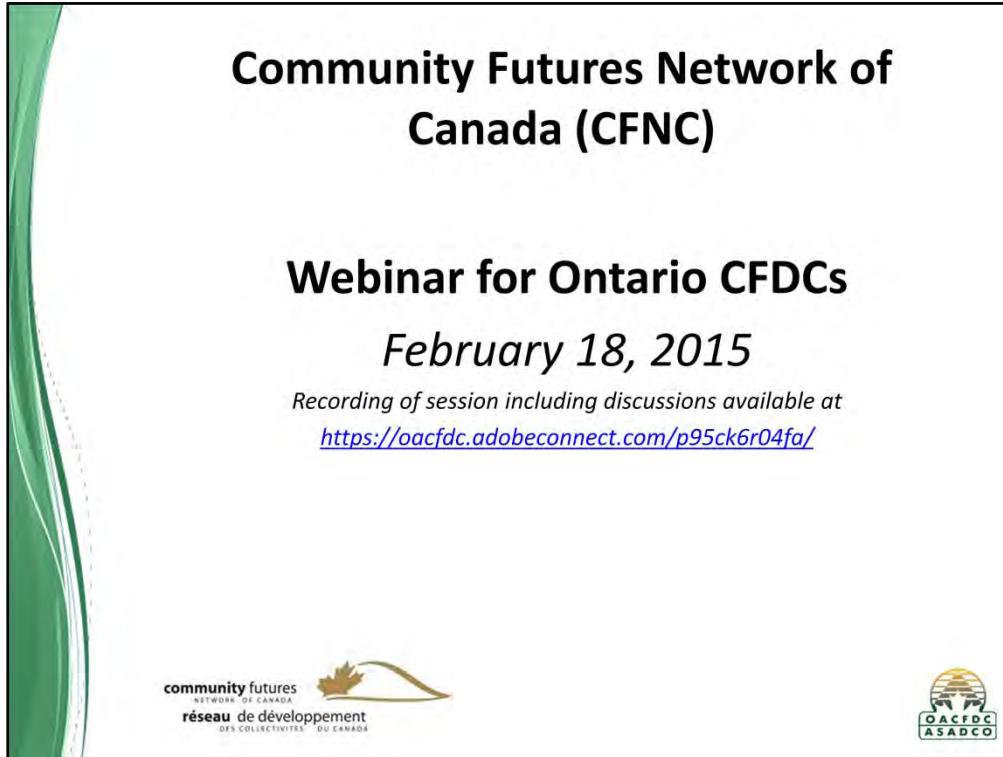 Community Futures Network of
Canada (CFNC)
Webinar for Ontario CFDCs
February 18, 2015
Recording of session including discussions available at
https://oacfdc.adobeconnect.com/p95ck6r04fa/
community futures
NETWORK OF CANADA
réseau de développement
DES COLLECTIVITÉS DU CANADA
OACFDC
ASADCO